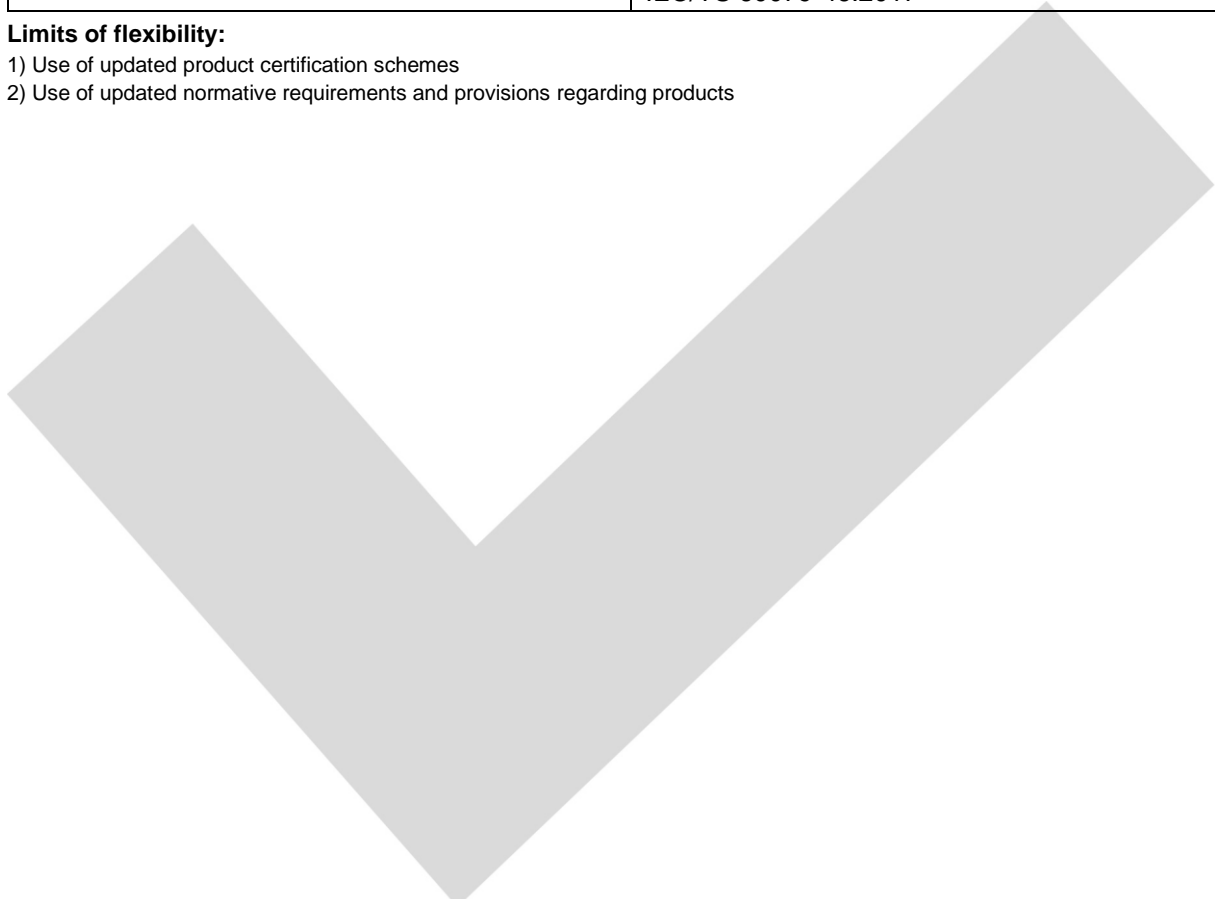 Limits of flexibility:
1) Use of updated product certification schemes
2) Use of updated normative requirements and provisions regarding products